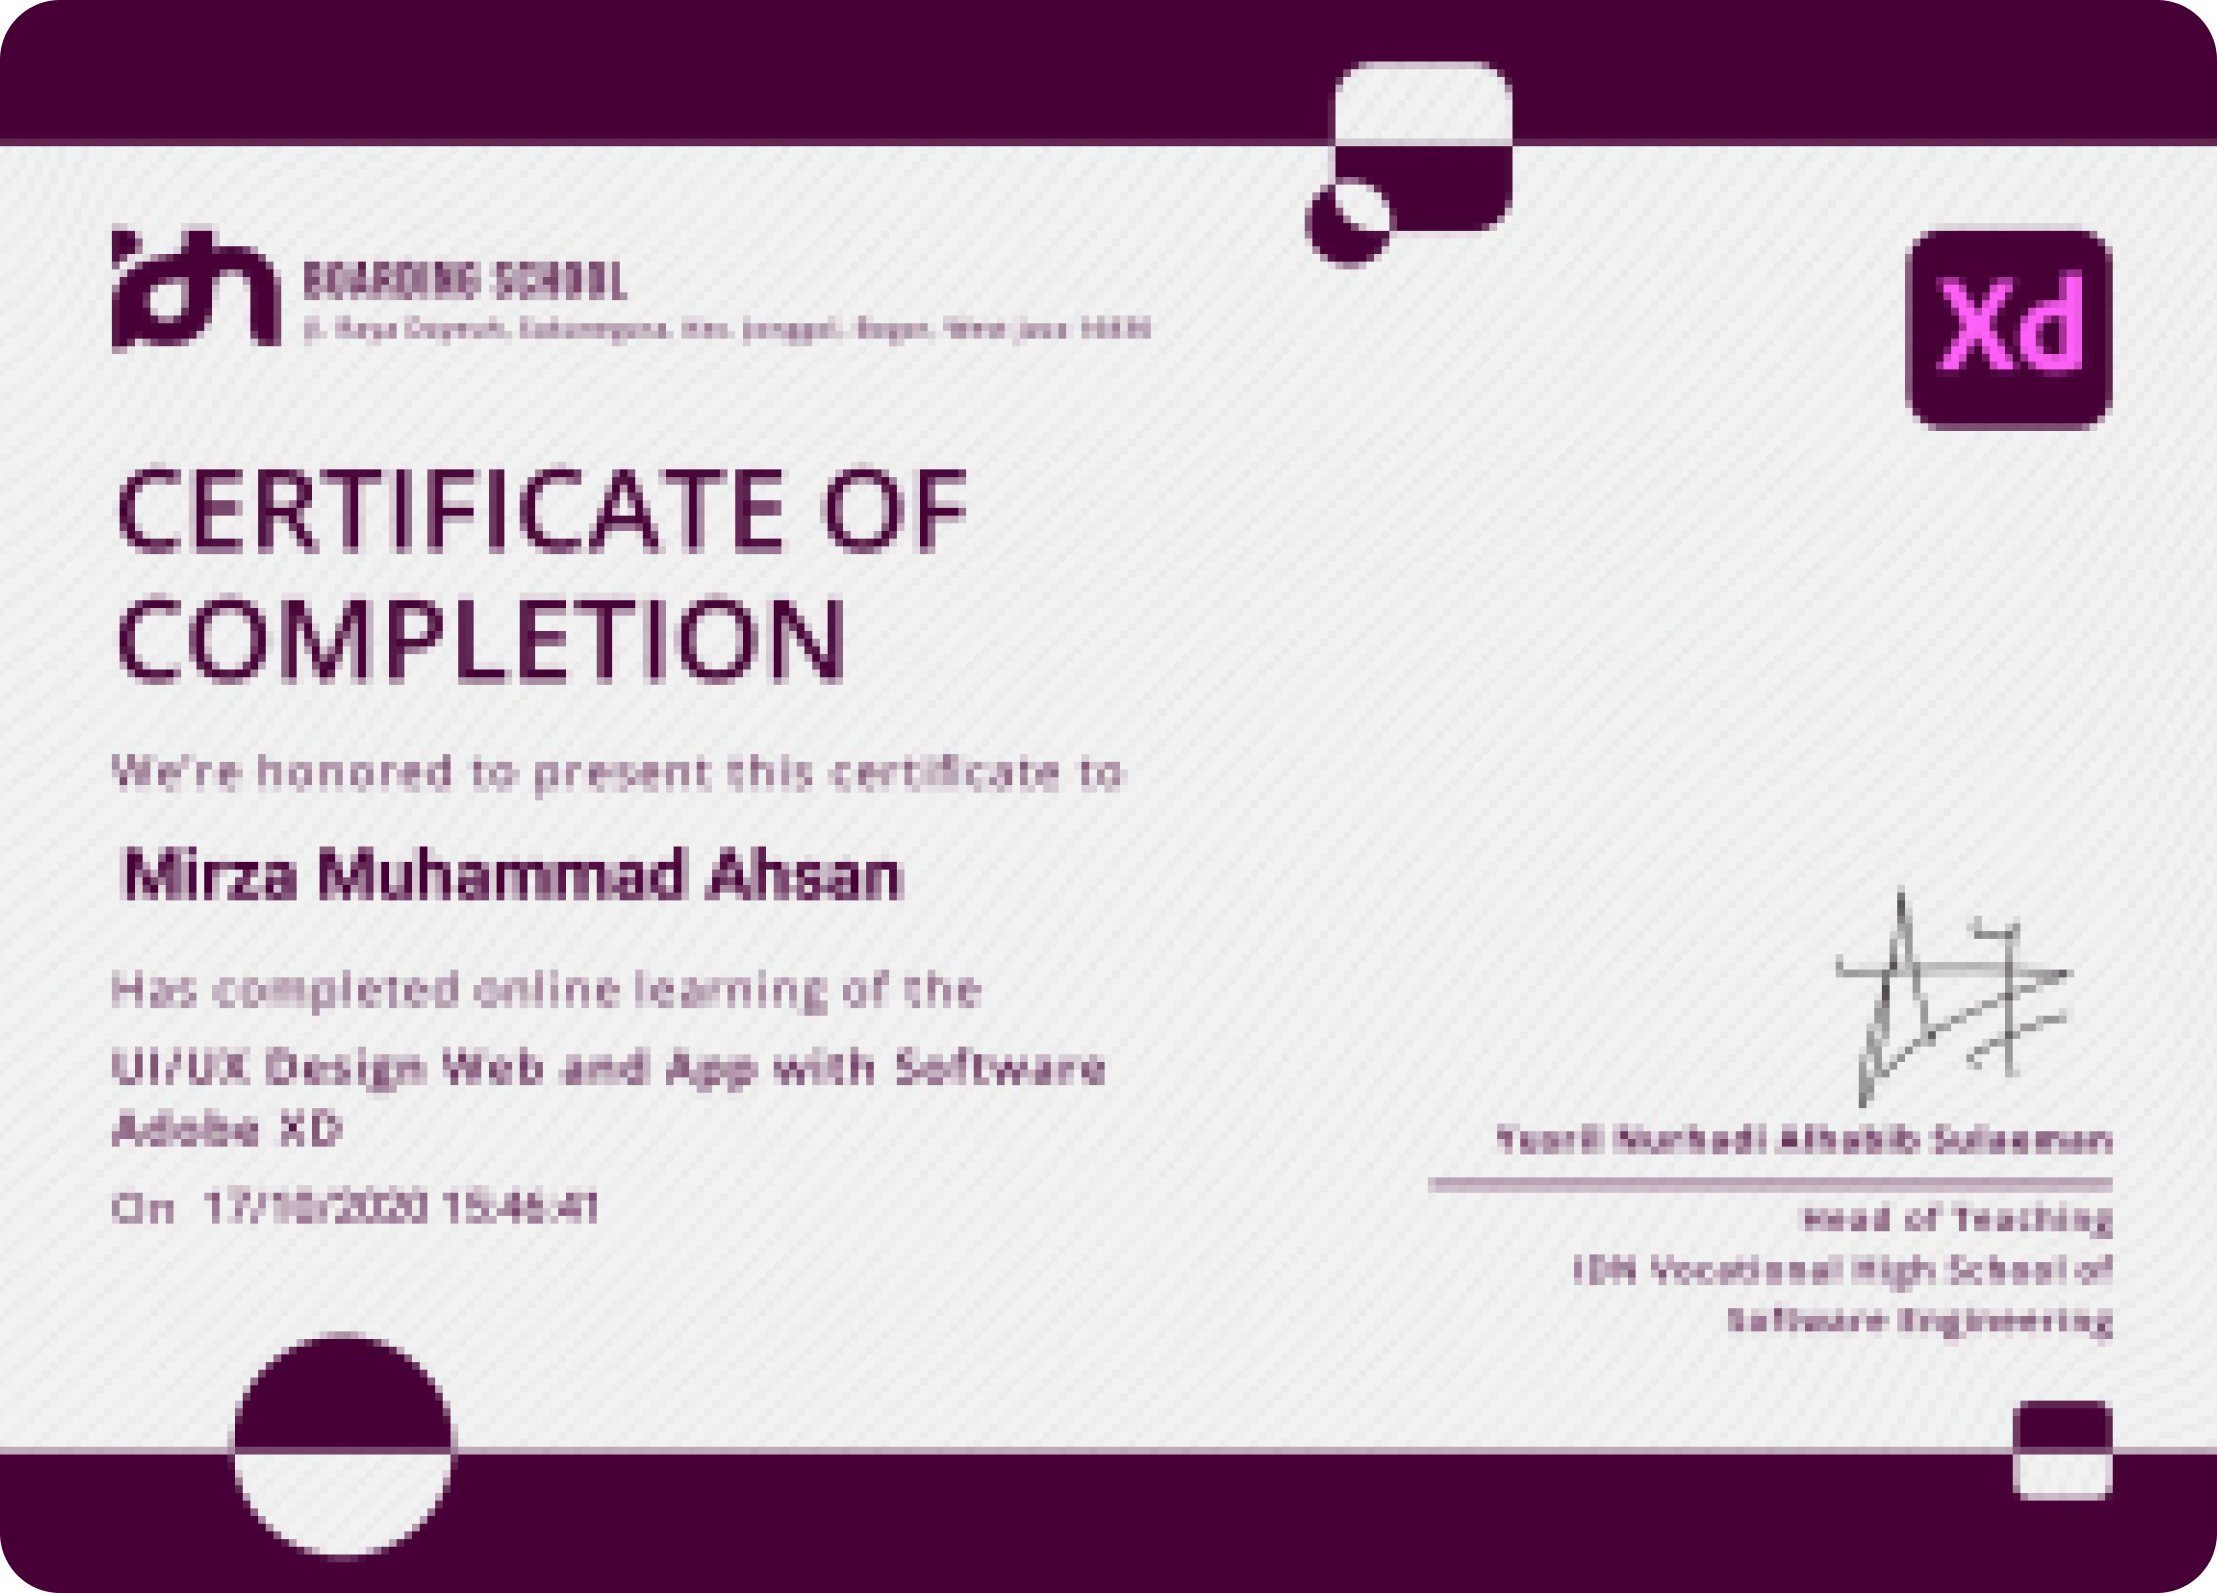 idn
BOARDING SCHOOL
Jl. Raya Dayeuh, Sukanegara, Kec. Jonggol, Bogor, West Java
Xd
CERTIFICATE OF
COMPLETION
We're honored to present this certificate to
Mirza Muhammad Ahsan
Has completed online learning of the
UI/UX Design Web and App with Software
Adobe XD
On 17/10/2020 15:46:41
Nurhadi Alhabib Sulaeman
Head of Teaching
IDN Vocational High School of
Software Engineering